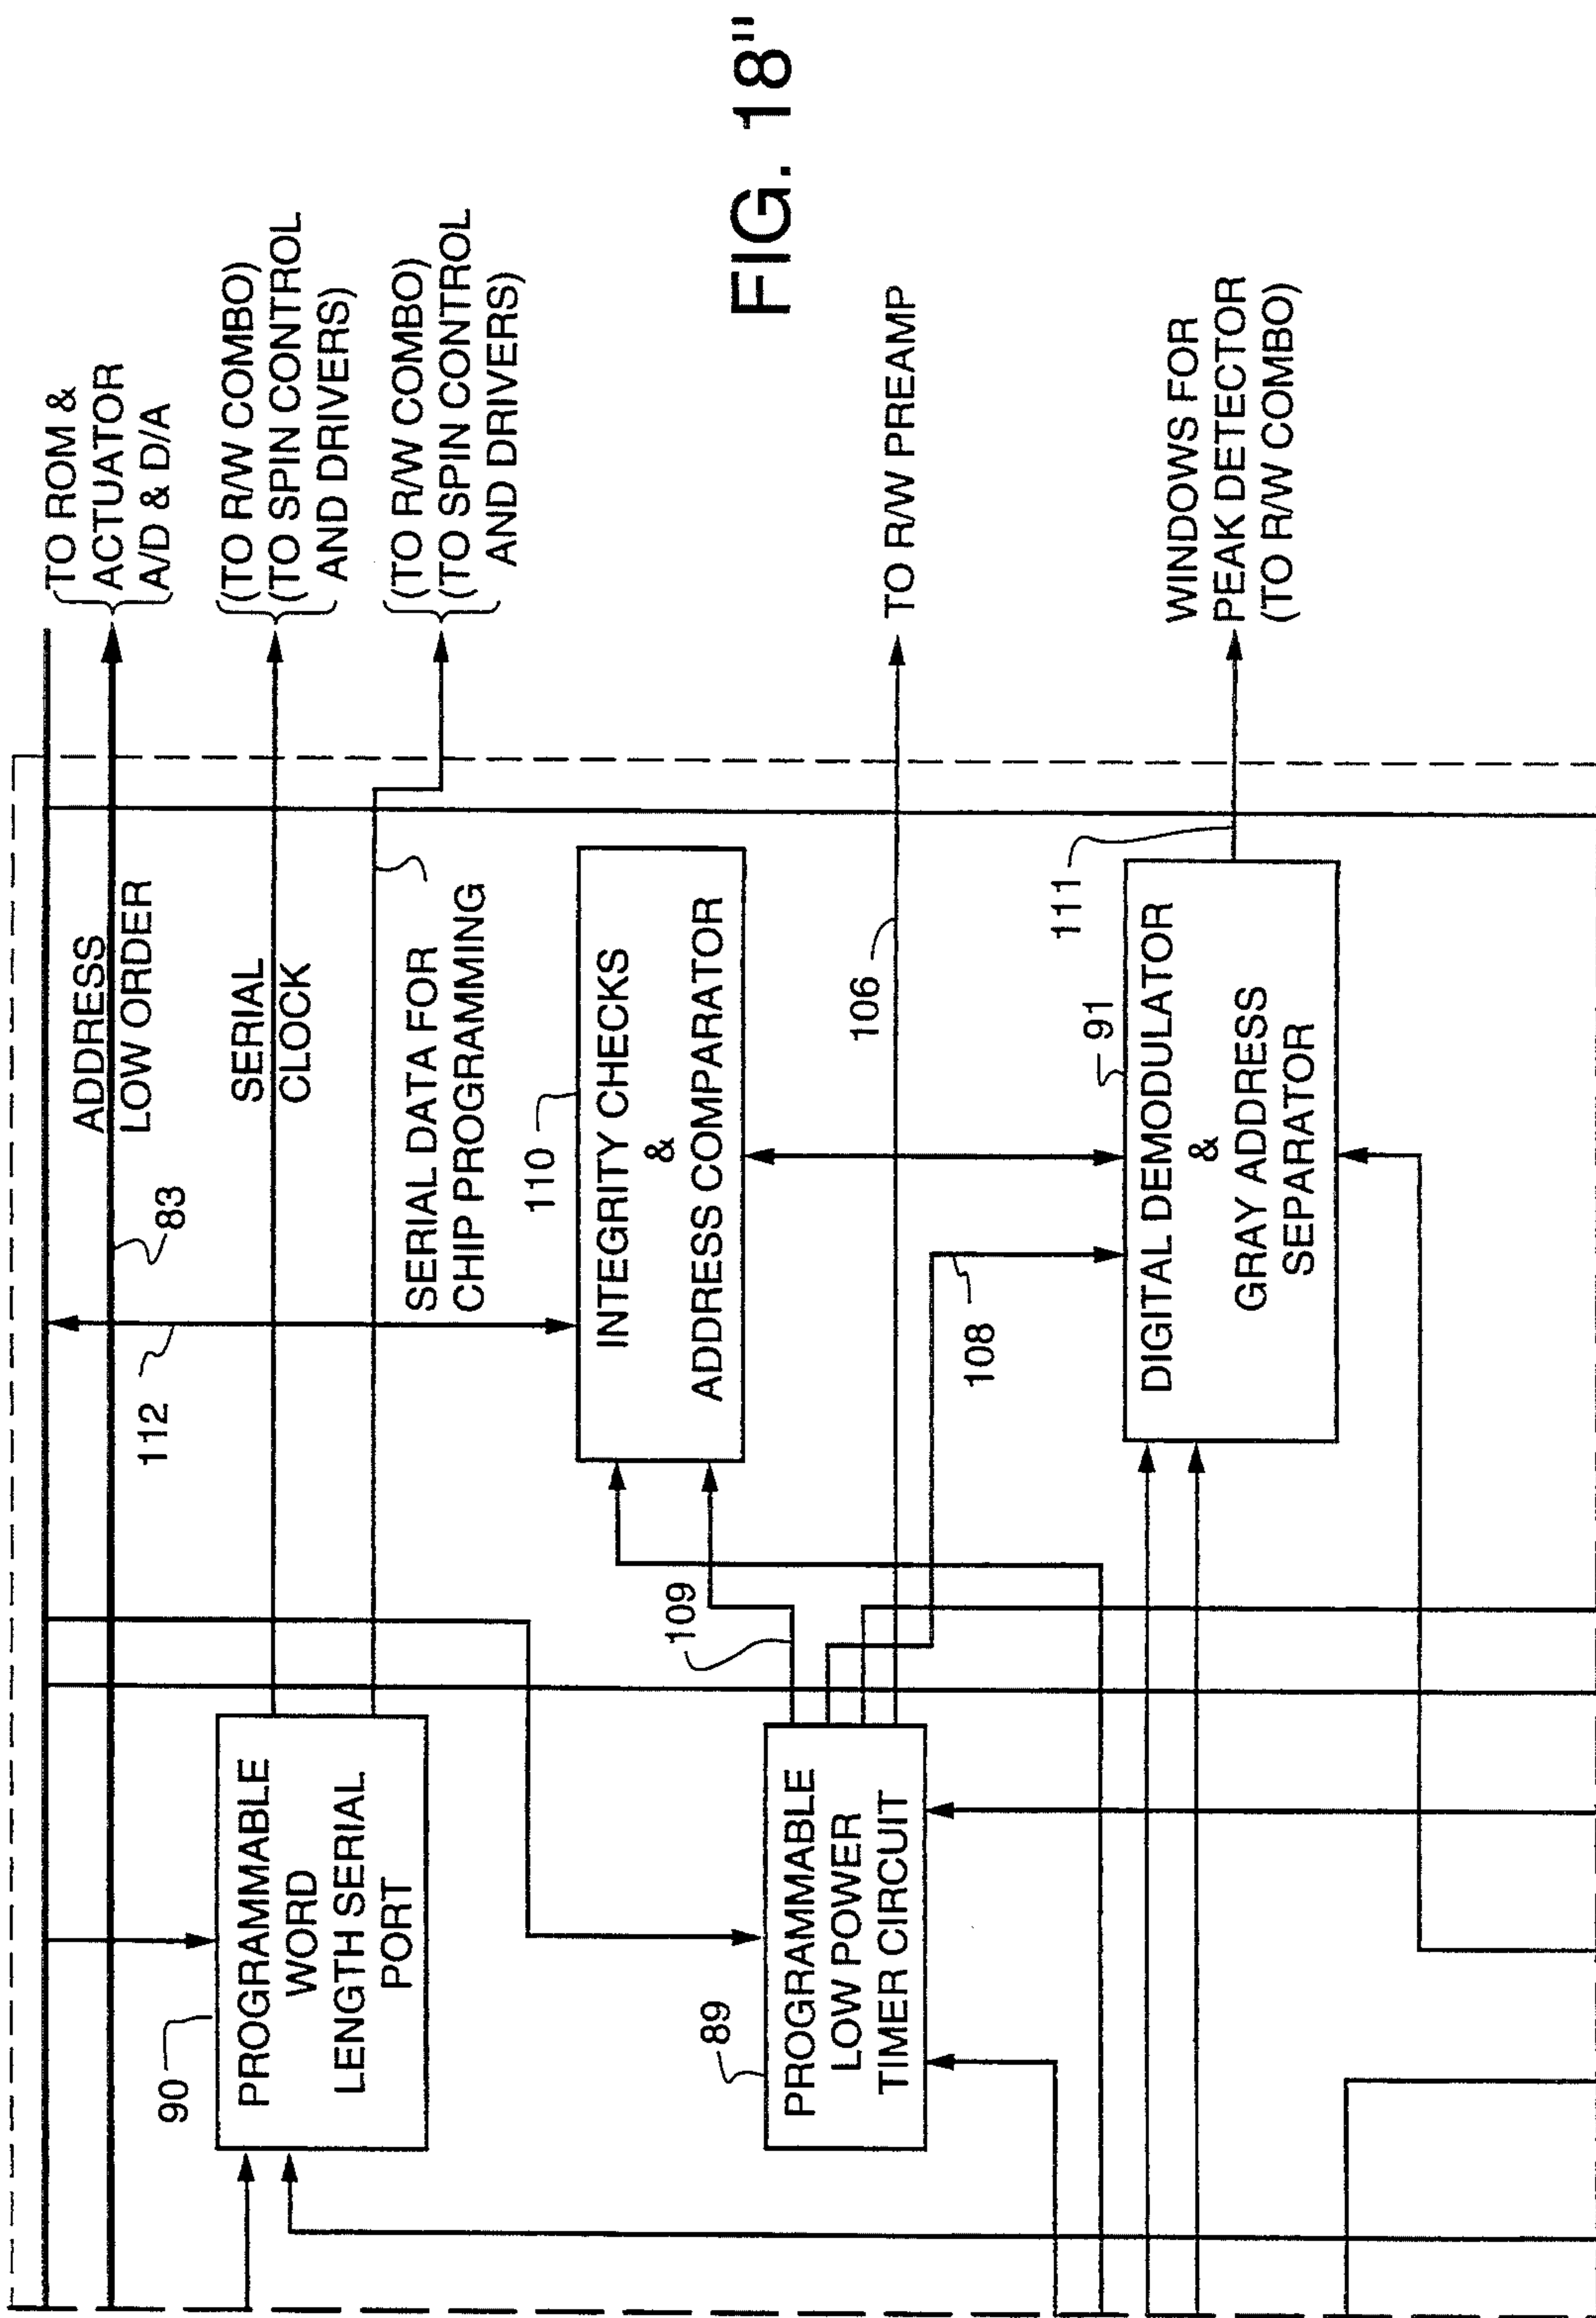 TO ROM &
ACTUATOR
A/D & D/A
ADDRESS
LOW ORDER
83
(TO R/W COMBO)
(TO SPIN CONTROL
AND DRIVERS)
SERIAL
CLOCK
(TO R/W COMBO)
(TO SPIN CONTROL
AND DRIVERS)
SERIAL DATA FOR
CHIP PROGRAMMING
112
90
PROGRAMMABLE
WORD
LENGTH SERIAL
PORT
110
INTEGRITY CHECKS
&
ADDRESS COMPARATOR
FIG. 18"
109
89
PROGRAMMABLE
LOW POWER
TIMER CIRCUIT
106
TO R/W PREAMP
108
111
91
DIGITAL DEMODULATOR
&
GRAY ADDRESS
SEPARATOR
WINDOWS FOR
PEAK DETECTOR
(TO R/W COMBO)